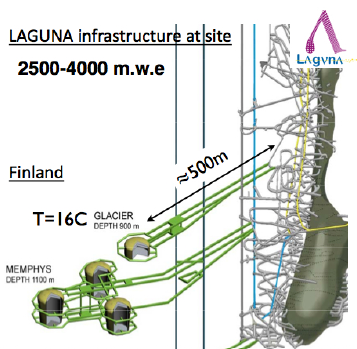 LAGUNA infrastructure at site
Laguna
2500-4000 m.w.e
≈500m
Finland
T=16C
GLACIER
DEPTH 900 m
MEMPHYS
DEPTH 1100 m